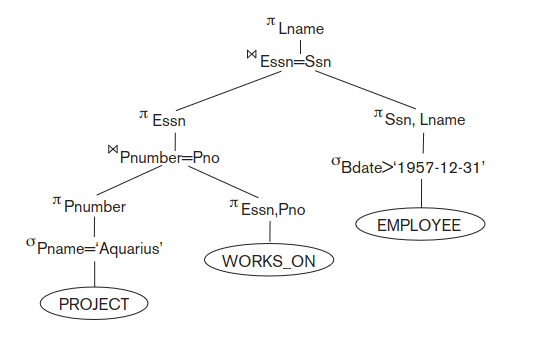 π Lname
⋈ Essn=Ssn
π Essn
π Ssn, Lname
⋈ Pnumber=Pno
σ Bdate>‘1957-12-31’
π Pnumber
π Essn,Pno
EMPLOYEE
σ Pname=‘Aquarius’
WORKS_ON
PROJECT